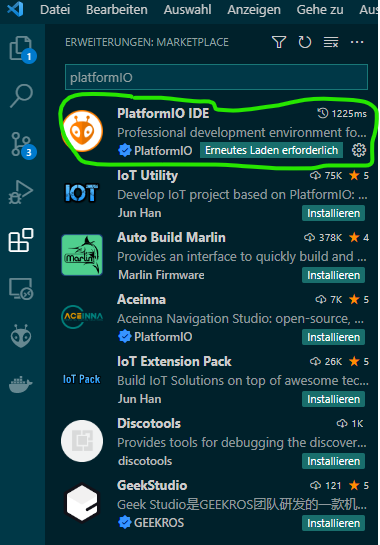 Datei Bearbeiten Auswahl Anzeigen Gehe zu
ERWEITERUNGEN: MARKETPLACE
platformIO
PlatformIO IDE 1225ms
Professional development environment fo...
PlatformIO Erneutes Laden erforderlich
IoT Utility 75K 5
Develop IoT project based on PlatformIO: ...
Jun Han Installieren
Auto Build Marlin 378K 4
Provides an interface to quickly build and ...
Marlin Firmware Installieren
Aceinna 7K 5
Aceinna Navigation Studio: open-source, ...
PlatformIO Installieren
IoT Extension Pack 26K 5
Build IoT Solutions on top of awesome tec...
Jun Han Installieren
Discotools 1K
Provides tools for debugging the discover...
discotools Installieren
GeekStudio 121 5
Geek Studio是GEEKROS团队研发的一款机...
GEEKROS Installieren
1
3
IOT
Marlin
ACEINNA
IoT Pack